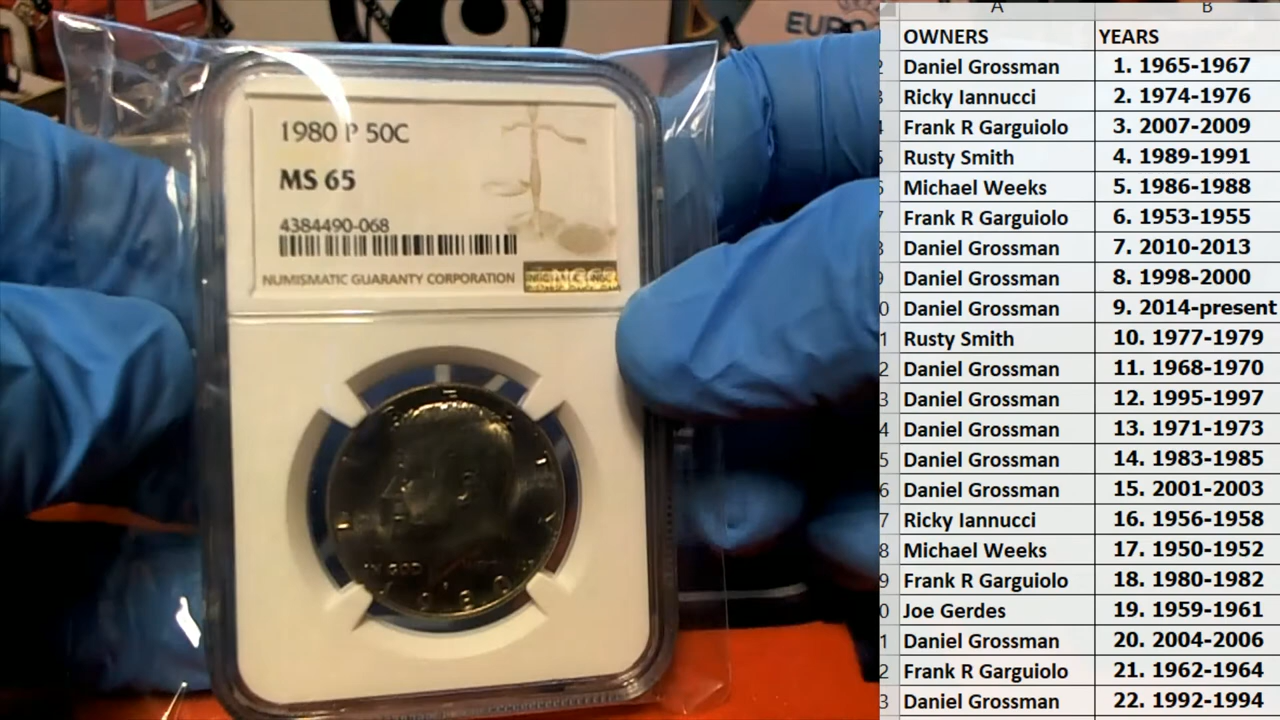 EURO
1980 P 50C
MS 65
4384490-068
NUMISMATIC GUARANTY CORPORATION
NGC
IN GOD
1980
A B
OWNERS YEARS
Daniel Grossman 1. 1965-1967
Ricky Iannucci 2. 1974-1976
Frank R Garguiolo 3. 2007-2009
Rusty Smith 4. 1989-1991
Michael Weeks 5. 1986-1988
Frank R Garguiolo 6. 1953-1955
Daniel Grossman 7. 2010-2013
Daniel Grossman 8. 1998-2000
Daniel Grossman 9. 2014-present
Rusty Smith 10. 1977-1979
Daniel Grossman 11. 1968-1970
Daniel Grossman 12. 1995-1997
Daniel Grossman 13. 1971-1973
Daniel Grossman 14. 1983-1985
Daniel Grossman 15. 2001-2003
Ricky Iannucci 16. 1956-1958
Michael Weeks 17. 1950-1952
Frank R Garguiolo 18. 1980-1982
Joe Gerdes 19. 1959-1961
Daniel Grossman 20. 2004-2006
Frank R Garguiolo 21. 1962-1964
Daniel Grossman 22. 1992-1994